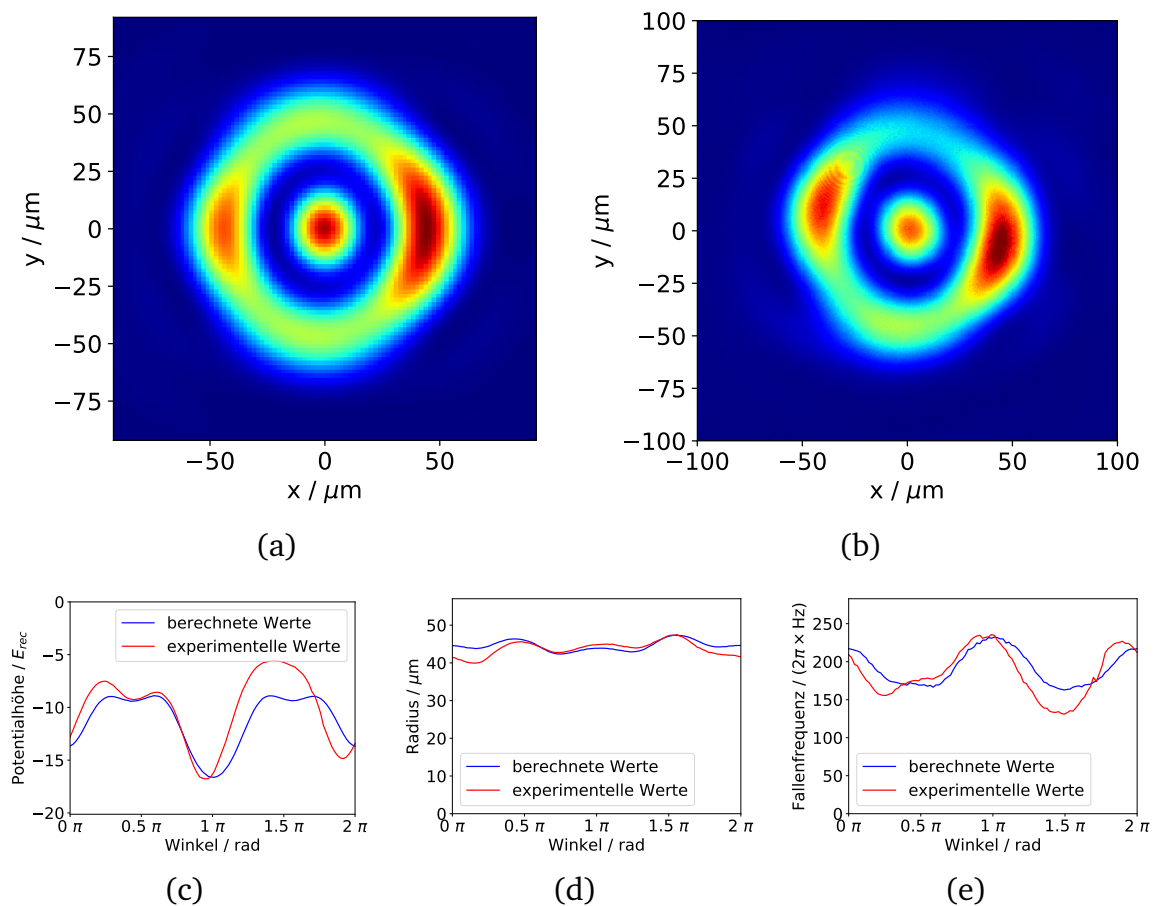 75
50
25
0
−25
−50
−75
y / μm
−50
0
50
x / μm
(a)
100
75
50
25
0
−25
−50
−75
−100
y / μm
−100
−50
0
50
100
x / μm
(b)
0
−5
−10
−15
−20
Potentialhöhe / E_rec
berechnete Werte
experimentelle Werte
0 π
0.5 π
1 π
1.5 π
2 π
Winkel / rad
(c)
50
40
30
20
10
0
Radius / μm
berechnete Werte
experimentelle Werte
0 π
0.5 π
1 π
1.5 π
2 π
Winkel / rad
(d)
250
200
150
100
50
0
Fallenfrequenz / (2π × Hz)
berechnete Werte
experimentelle Werte
0 π
0.5 π
1 π
1.5 π
2 π
Winkel / rad
(e)